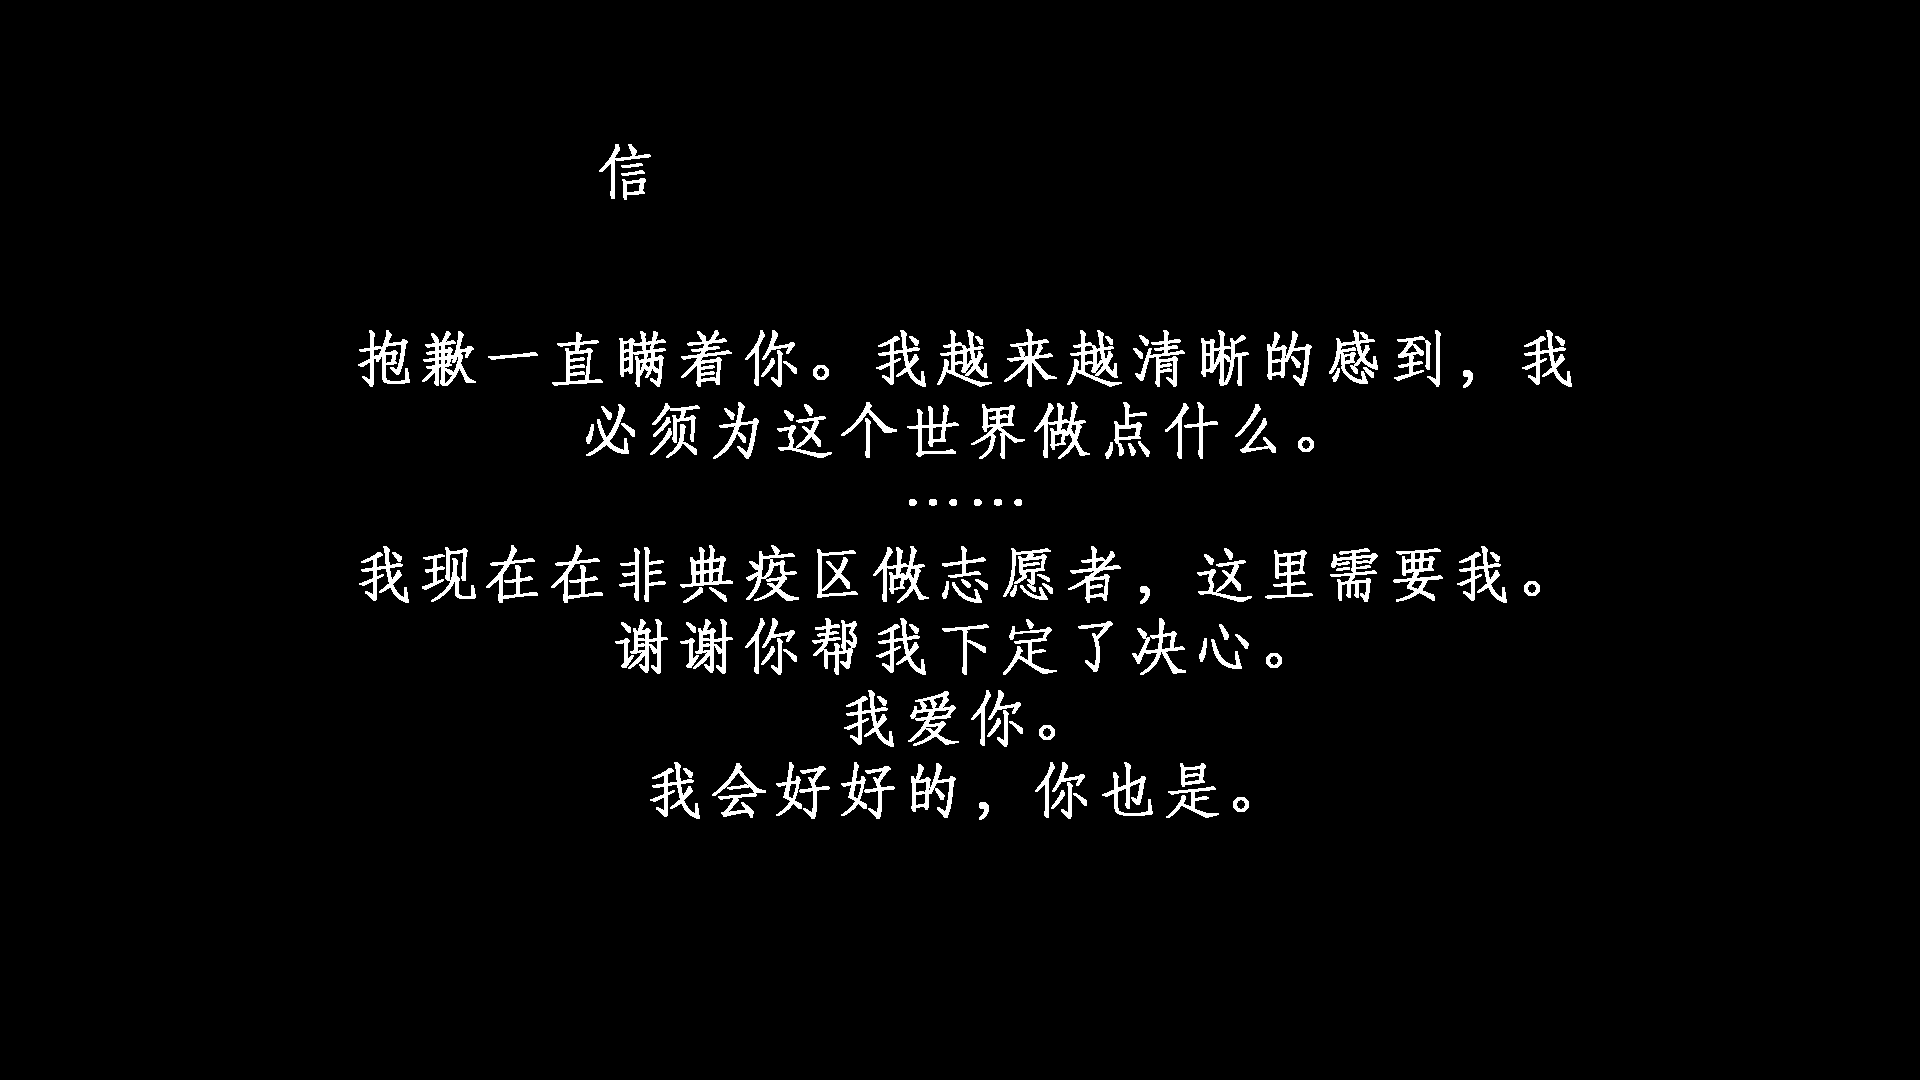 信
抱歉一直瞒着你。我越来越清晰的感到，我
必须为这个世界做点什么。
……
我现在在非典疫区做志愿者，这里需要我。
谢谢你帮我下定了决心。
我爱你。
我会好好的，你也是。